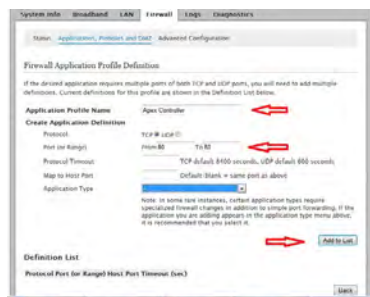 System Info Broadband LAN Firewall Logs Diagnostics
Status Applications, Pinholes and DMZ Advanced Configuration
Firewall Application Profile Definition
If the desired application requires multiple ports of both TCP and UDP ports, you will need to add multiple
definitions. Current definitions for this profile are shown in the Definition List below.
Application Profile Name Apex Controller
Create Application Definition
Protocol TCP UDP
Port (or Range) From 80 To 80
Protocol Timeout TCP default 86400 seconds, UDP default 600 seconds
Map to Host Port Default/blank = same port as above
Application Type -
Note: In some rare instances, certain application types require
specialized firewall changes in addition to simple port forwarding. If the
application you are adding appears in the application type menu above,
it is recommended that you select it.
Add to List
Definition List
Protocol Port (or Range) Host Port Timeout (sec)
Back